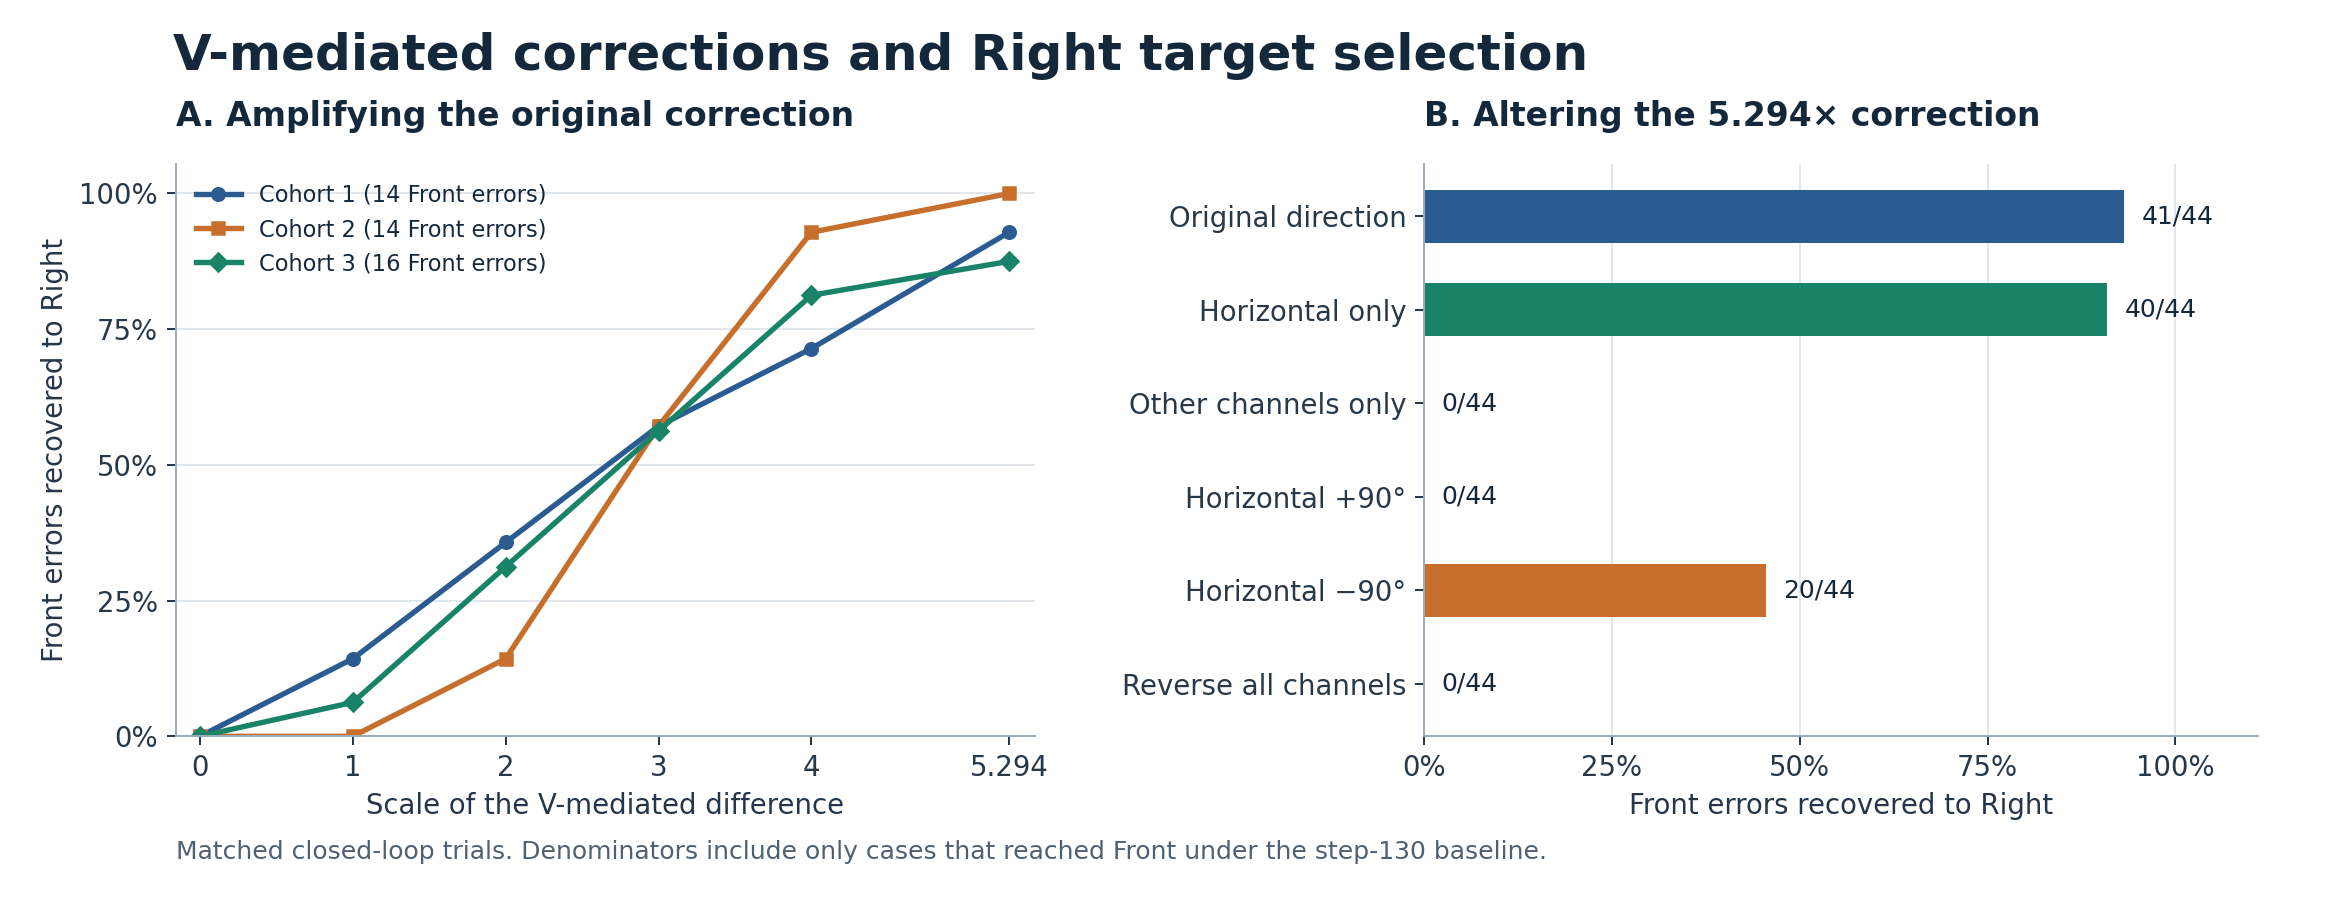 V-mediated corrections and Right target selection
A. Amplifying the original correction
Front errors recovered to Right
100%
75%
50%
25%
0%
Cohort 1 (14 Front errors)
Cohort 2 (14 Front errors)
Cohort 3 (16 Front errors)
0 1 2 3 4 5.294
Scale of the V-mediated difference
B. Altering the 5.294× correction
Original direction 41/44
Horizontal only 40/44
Other channels only 0/44
Horizontal +90° 0/44
Horizontal −90° 20/44
Reverse all channels 0/44
0% 25% 50% 75% 100%
Front errors recovered to Right
Matched closed-loop trials. Denominators include only cases that reached Front under the step-130 baseline.